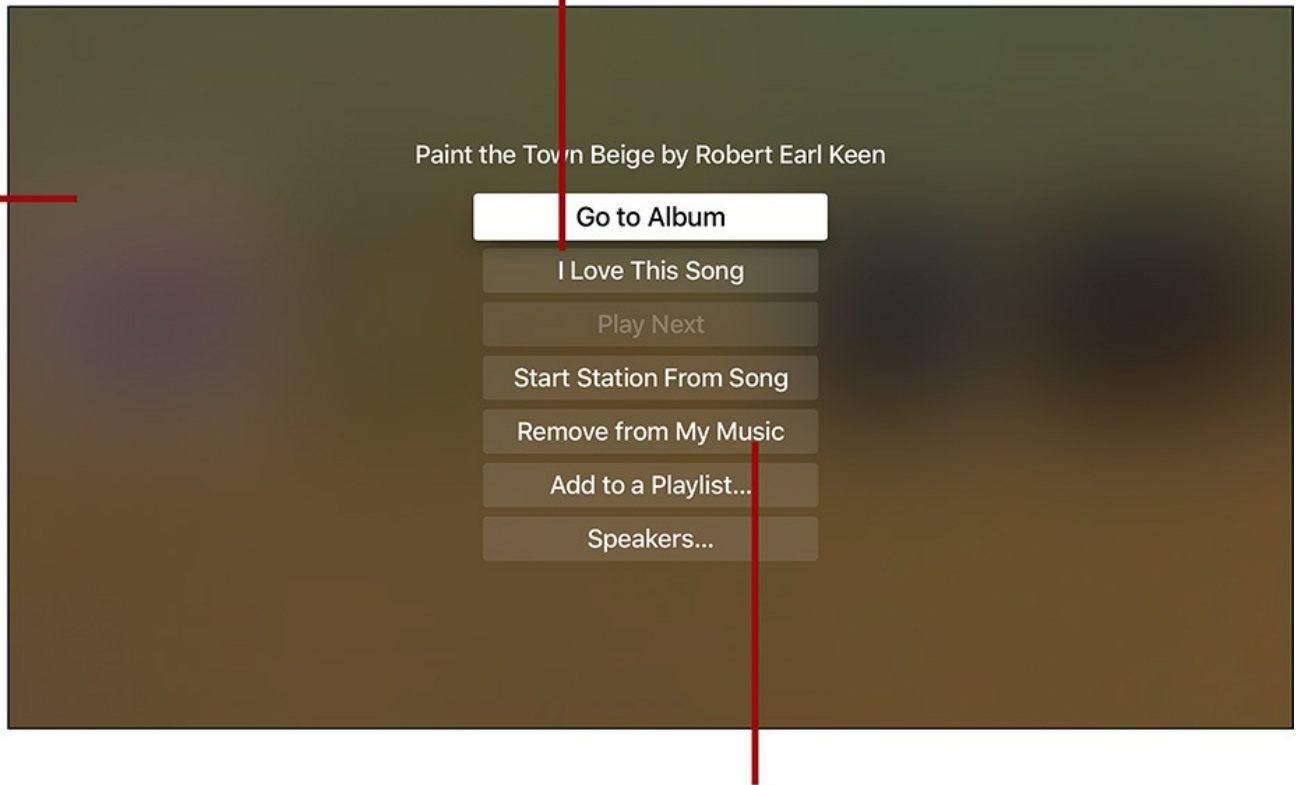 Paint the Town Beige by Robert Earl Keen
Go to Album
I Love This Song
Play Next
Start Station From Song
Remove from My Music
Add to a Playlist...
Speakers...